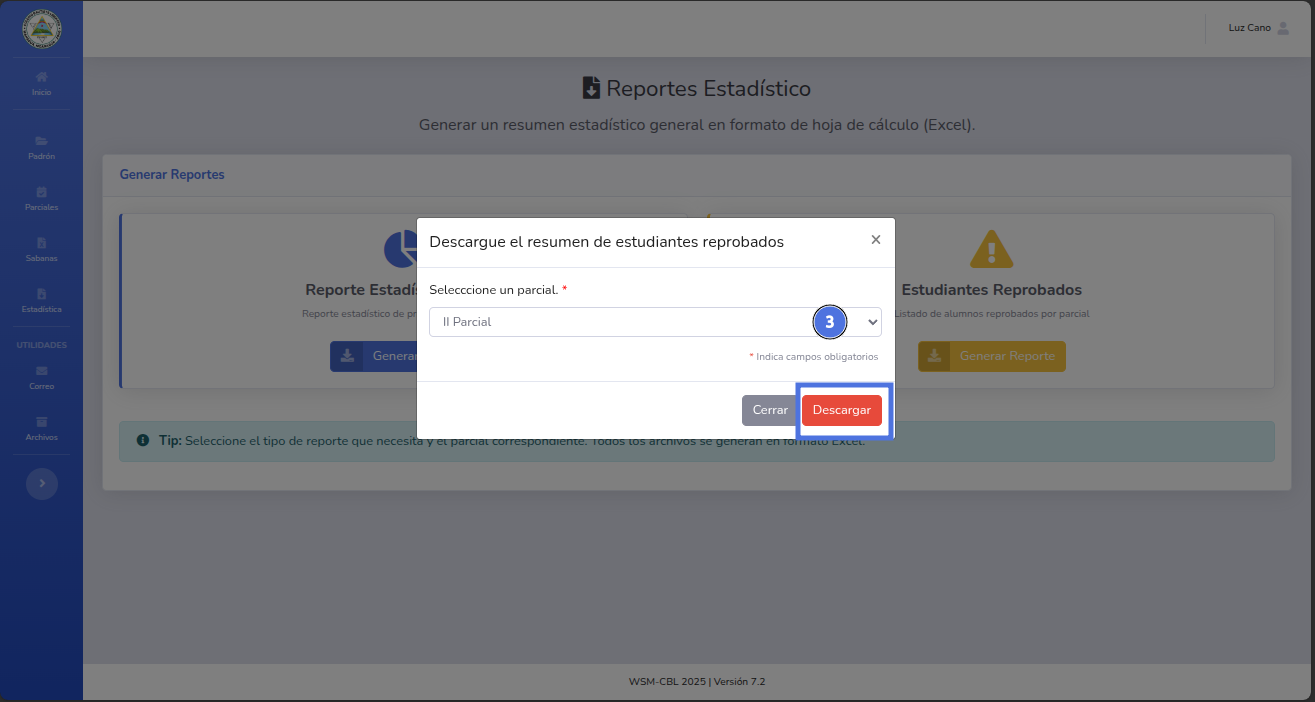 Luz Cano
Inicio
Padrón
Parciales
Sabanas
Estadística
UTILIDADES
Correo
Archivos
Reportes Estadístico
Generar un resumen estadístico general en formato de hoja de cálculo (Excel).
Generar Reportes
Reporte Estadís
Reporte estadístico de pr
Generar
Estudiantes Reprobados
Listado de alumnos reprobados por parcial
Generar Reporte
Descargue el resumen de estudiantes reprobados
×
Selecccione un parcial. *
II Parcial
3
* Indica campos obligatorios
Cerrar
Descargar
Tip: Seleccione el tipo de reporte que necesita y el parcial correspondiente. Todos los archivos se generan en formato Excel.
WSM-CBL 2025 | Versión 7.2